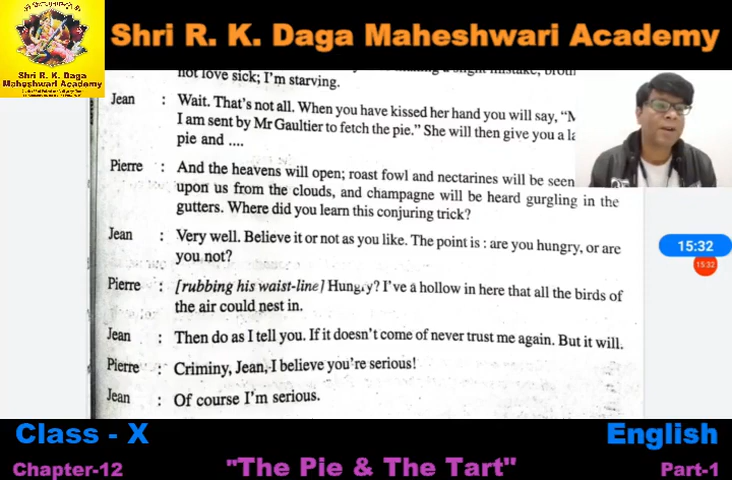 Shri R. K. Daga Maheshwari Academy
Shri R. K. Daga
Maheshwari Academy
not love sick; I'm starving.
Jean : Wait. That's not all. When you have kissed her hand you will say,
I am sent by Mr Gaultier to fetch the pie." She will then give you a
pie and ....
Pierre : And the heavens will open; roast fowl and nectarines will be seen
upon us from the clouds, and champagne will be heard gurgling in the
gutters. Where did you learn this conjuring trick?
Jean : Very well. Believe it or not as you like. The point is : are you hungry, or are
you not?
Pierre : [rubbing his waist-line] Hungry? I've a hollow in here that all the birds of
the air could nest in.
Jean : Then do as I tell you. If it doesn't come of never trust me again. But it will.
Pierre : Criminy, Jean, I believe you're serious!
Jean : Of course I'm serious.
15:32
15:32
Class - X English
Chapter-12 "The Pie & The Tart" Part-1